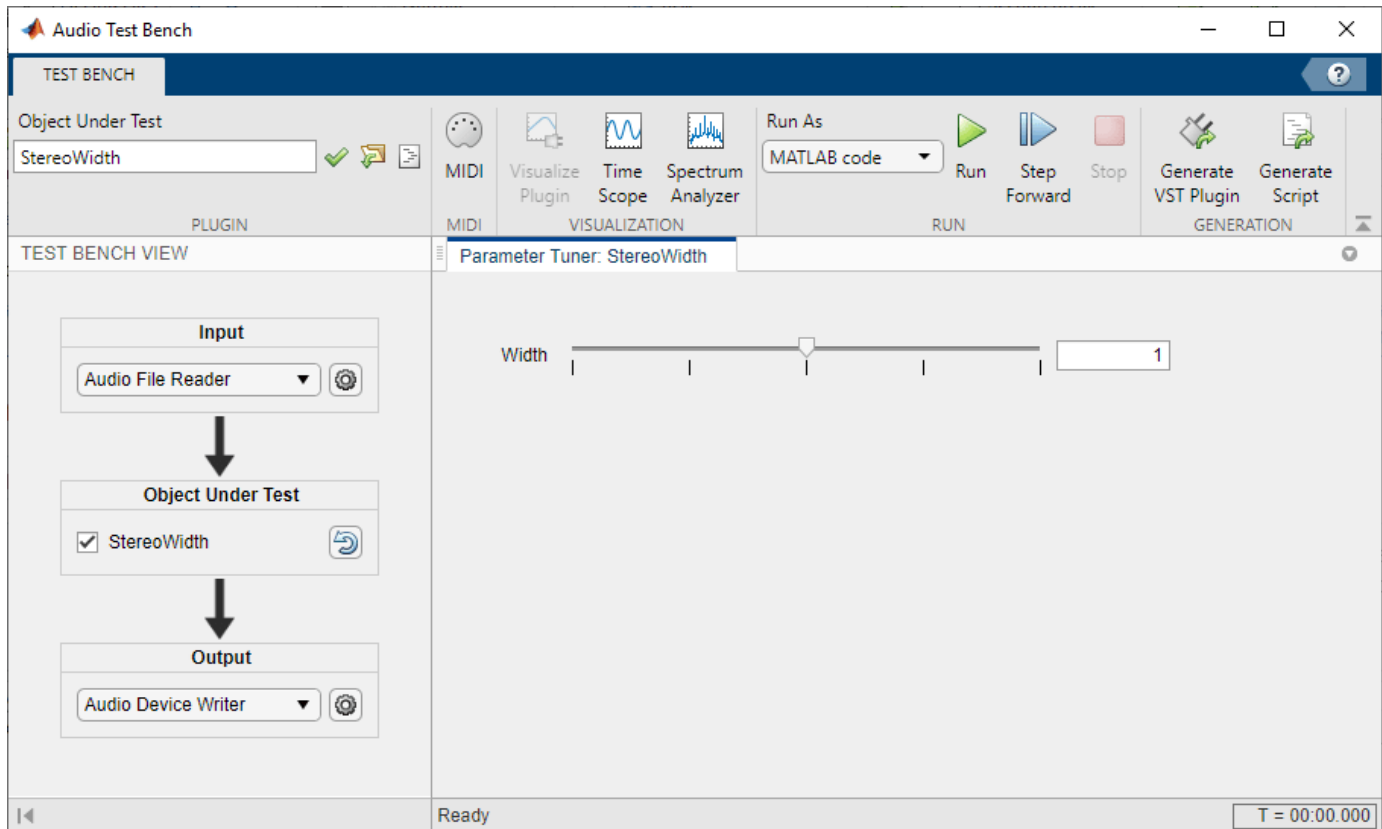 Audio Test Bench
TEST BENCH
?
Object Under Test
StereoWidth
PLUGIN
MIDI
MIDI
Visualize
Plugin
Time
Scope
Spectrum
Analyzer
VISUALIZATION
Run As
MATLAB code
Run
Step
Forward
Stop
RUN
Generate
VST Plugin
Generate
Script
GENERATION
TEST BENCH VIEW
Parameter Tuner: StereoWidth
Input
Audio File Reader
Object Under Test
StereoWidth
Output
Audio Device Writer
Width
1
Ready
T = 00:00.000